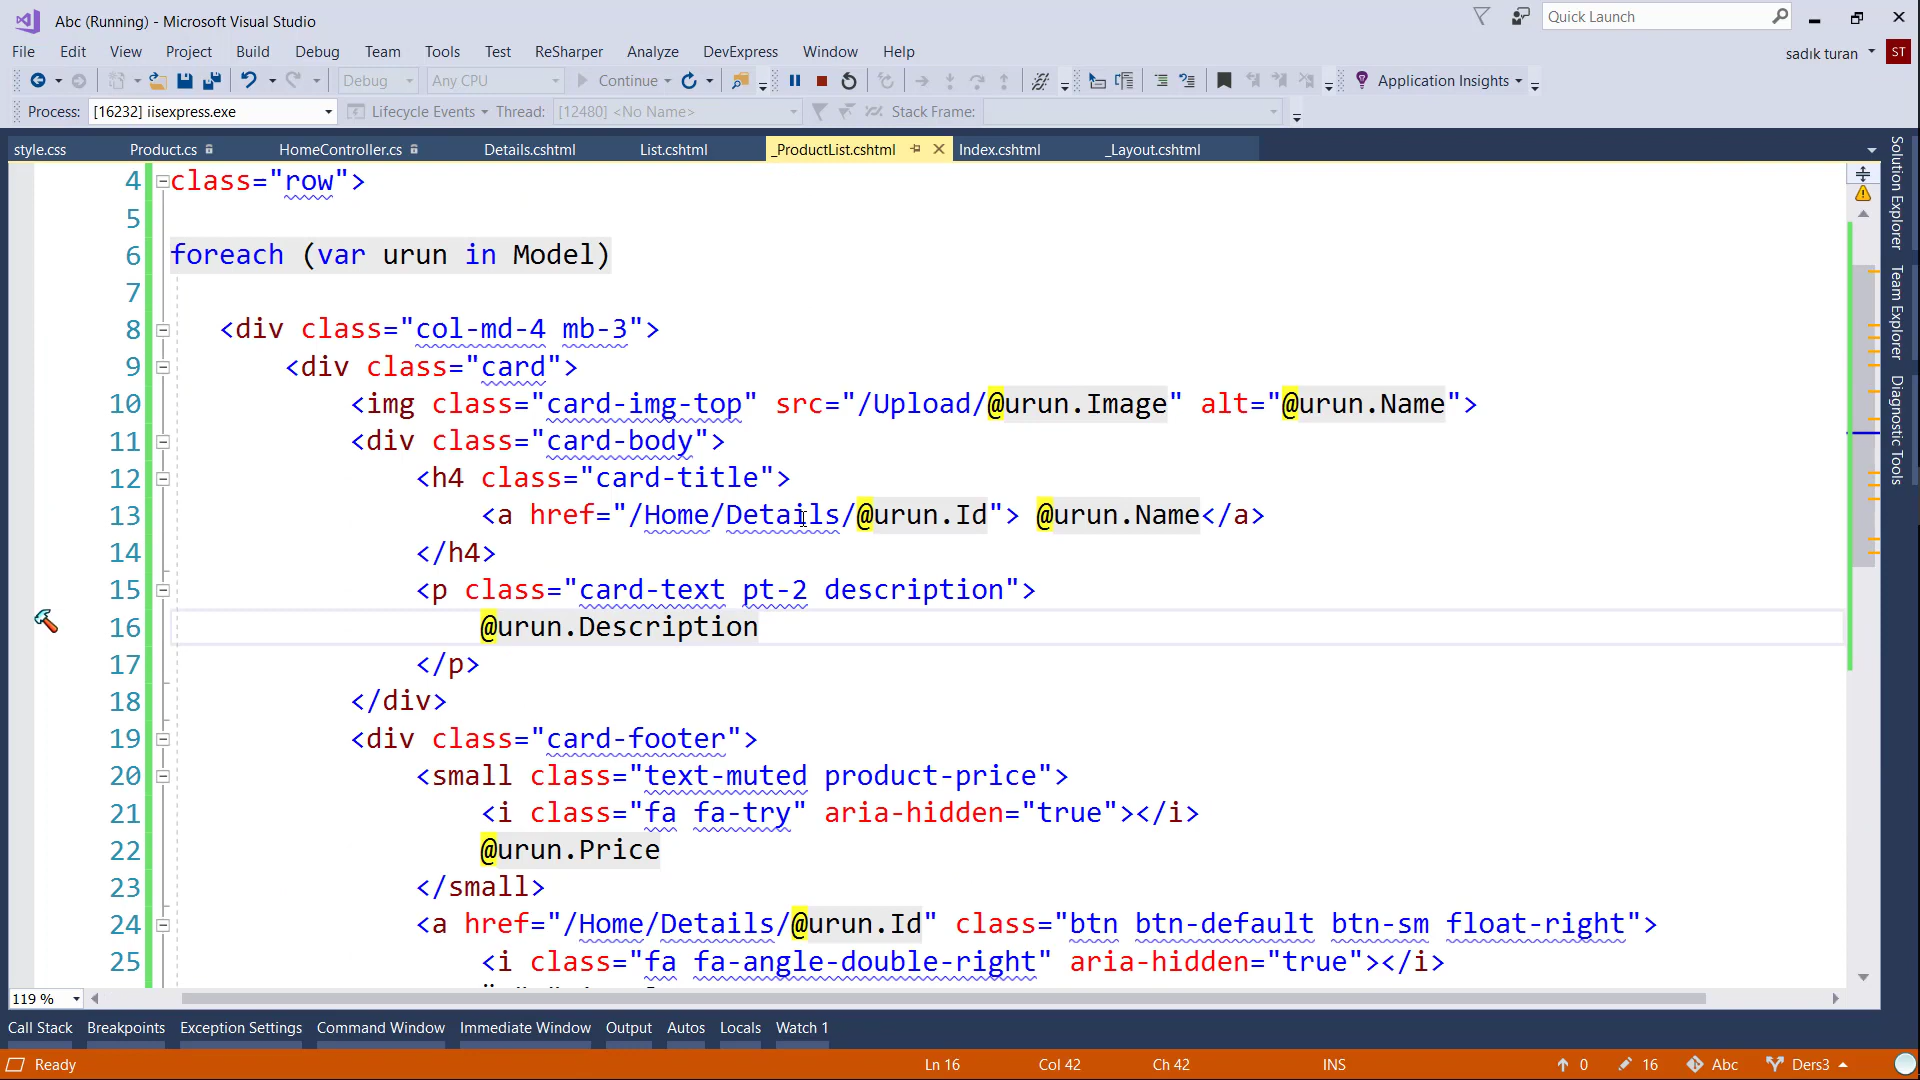 Abc (Running) - Microsoft Visual Studio
Quick Launch
File Edit View Project Build Debug Team Tools Test ReSharper Analyze DevExpress Window Help
sadık turan ST
Debug Any CPU Continue Application Insights
Process: [16232] iisexpress.exe Lifecycle Events Thread: [12480] <No Name> Stack Frame:
style.css Product.cs HomeController.cs Details.cshtml List.cshtml _ProductList.cshtml Index.cshtml _Layout.cshtml
4 class="row">
5
6 foreach (var urun in Model)
7
8 <div class="col-md-4 mb-3">
9 <div class="card">
10 <img class="card-img-top" src="/Upload/@urun.Image" alt="@urun.Name">
11 <div class="card-body">
12 <h4 class="card-title">
13 <a href="/Home/Details/@urun.Id"> @urun.Name</a>
14 </h4>
15 <p class="card-text pt-2 description">
16 @urun.Description
17 </p>
18 </div>
19 <div class="card-footer">
20 <small class="text-muted product-price">
21 <i class="fa fa-try" aria-hidden="true"></i>
22 @urun.Price
23 </small>
24 <a href="/Home/Details/@urun.Id" class="btn btn-default btn-sm float-right">
25 <i class="fa fa-angle-double-right" aria-hidden="true"></i>
Solution Explorer
Team Explorer
Diagnostic Tools
119 %
Call Stack Breakpoints Exception Settings Command Window Immediate Window Output Autos Locals Watch 1
Ready Ln 16 Col 42 Ch 42 INS 0 16 Abc Ders3